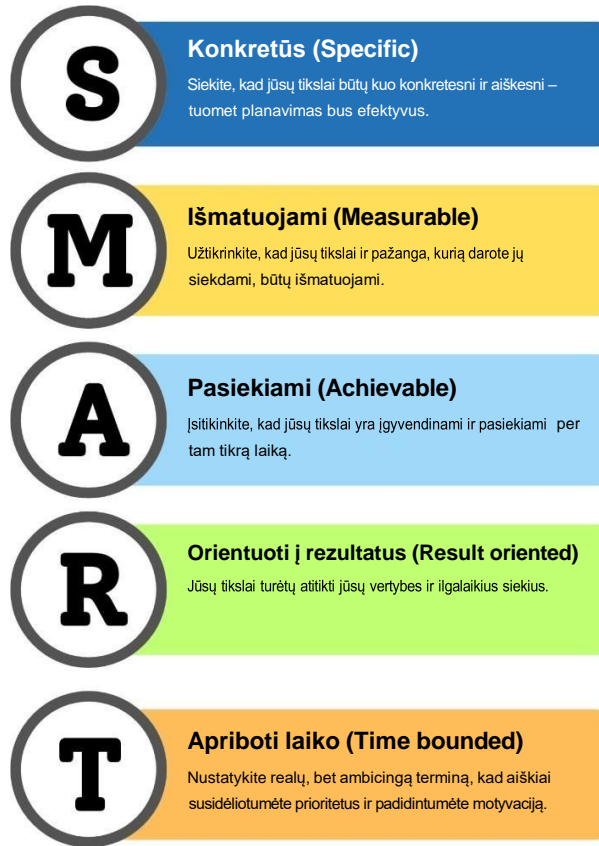 S
Konkretūs (Specific)
Siekite, kad jūsų tikslai būtų kuo konkretesni ir aiškesni –
tuomet planavimas bus efektyvus.
M
Išmatuojami (Measurable)
Užtikrinkite, kad jūsų tikslai ir pažanga, kurią darote jų
siekdami, būtų išmatuojami.
A
Pasiekiami (Achievable)
Įsitikinkite, kad jūsų tikslai yra įgyvendinami ir pasiekiami per
tam tikrą laiką.
R
Orientuoti į rezultatus (Result oriented)
Jūsų tikslai turėtų atitikti jūsų vertybes ir ilgalaikius siekius.
T
Apriboti laiko (Time bounded)
Nustatykite realų, bet ambicingą terminą, kad aiškiai
susidėliotumėte prioritetus ir padidintumėte motyvaciją.